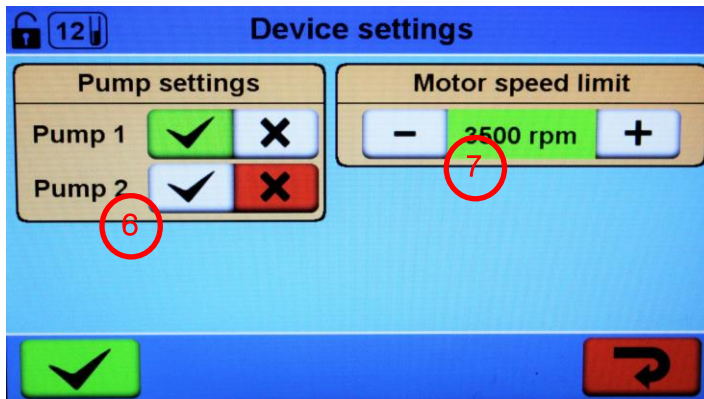 12
Device settings
Pump settings
Pump 1
Pump 2
6
Motor speed limit
- 3500 rpm +
7